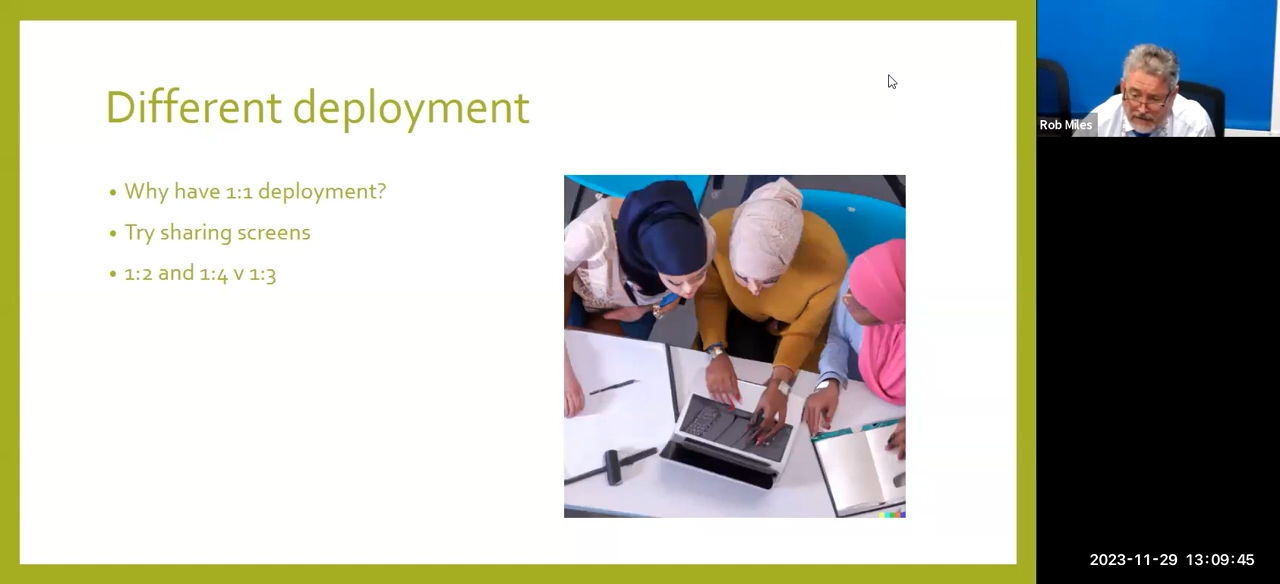 Different deployment
• Why have 1:1 deployment?
• Try sharing screens
• 1:2 and 1:4 v 1:3
Rob Miles
2023-11-29 13:09:45